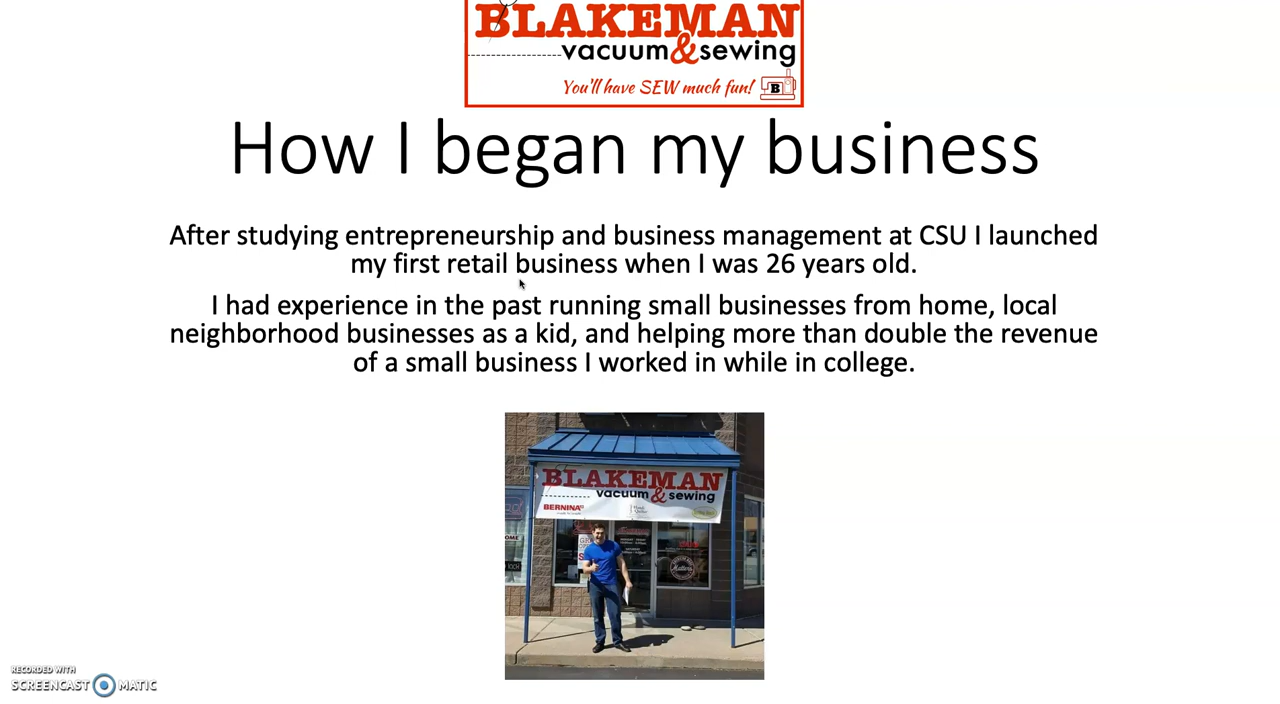 BLAKEMAN
vacuum&sewing
You'll have SEW much fun!
B
How I began my business
After studying entrepreneurship and business management at CSU I launched
my first retail business when I was 26 years old.
I had experience in the past running small businesses from home, local
neighborhood businesses as a kid, and helping more than double the revenue
of a small business I worked in while in college.
BLAKEMAN
vacuum & sewing
BERNINA
RECORDED WITH
SCREENCAST MATIC